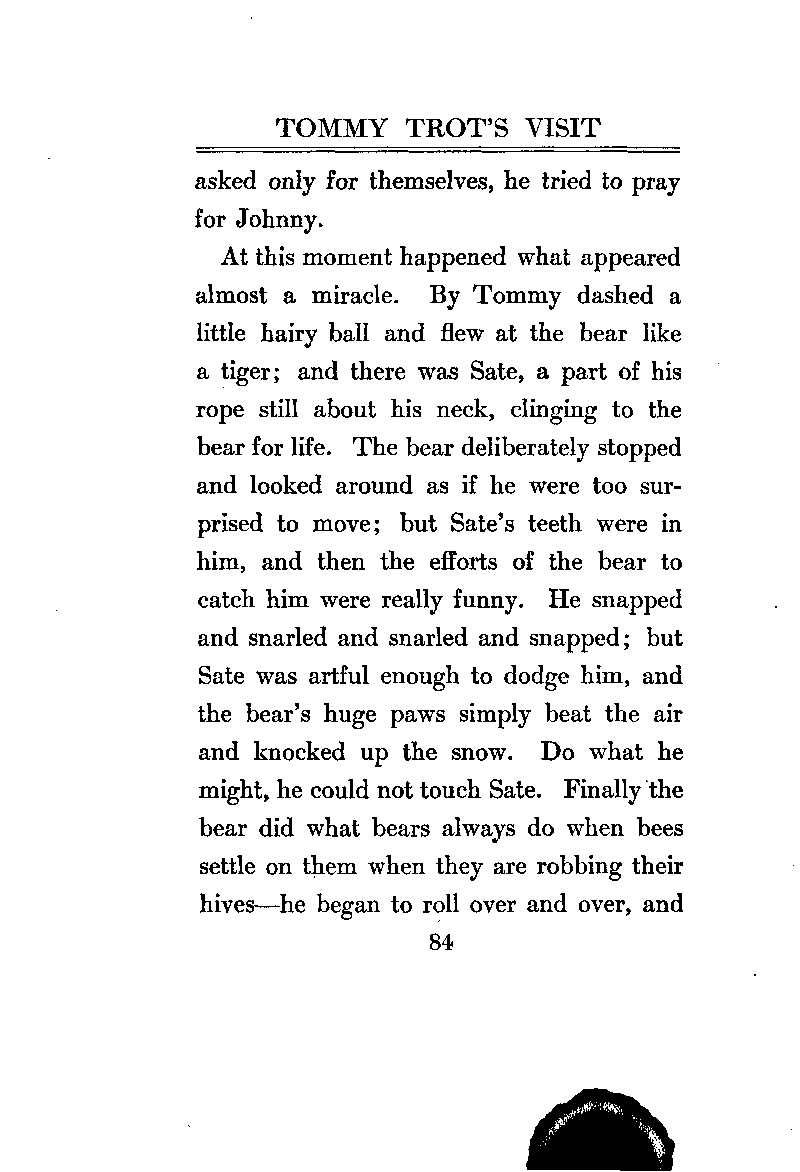 TOMMY TROT'S VISIT
asked only for themselves, he tried to pray
for Johnny.
At this moment happened what appeared
almost a miracle. By Tommy dashed a
little hairy ball and flew at the bear like
a tiger; and there was Sate, a part of his
rope still about his neck, clinging to the
bear for life. The bear deliberately stopped
and looked around as if he were too sur-
prised to move; but Sate's teeth were in
him, and then the efforts of the bear to
catch him were really funny. He snapped
and snarled and snarled and snapped; but
Sate was artful enough to dodge him, and
the bear's huge paws simply beat the air
and knocked up the snow. Do what he
might, he could not touch Sate. Finally the
bear did what bears always do when bees
settle on them when they are robbing their
hives—he began to roll over and over, and
84